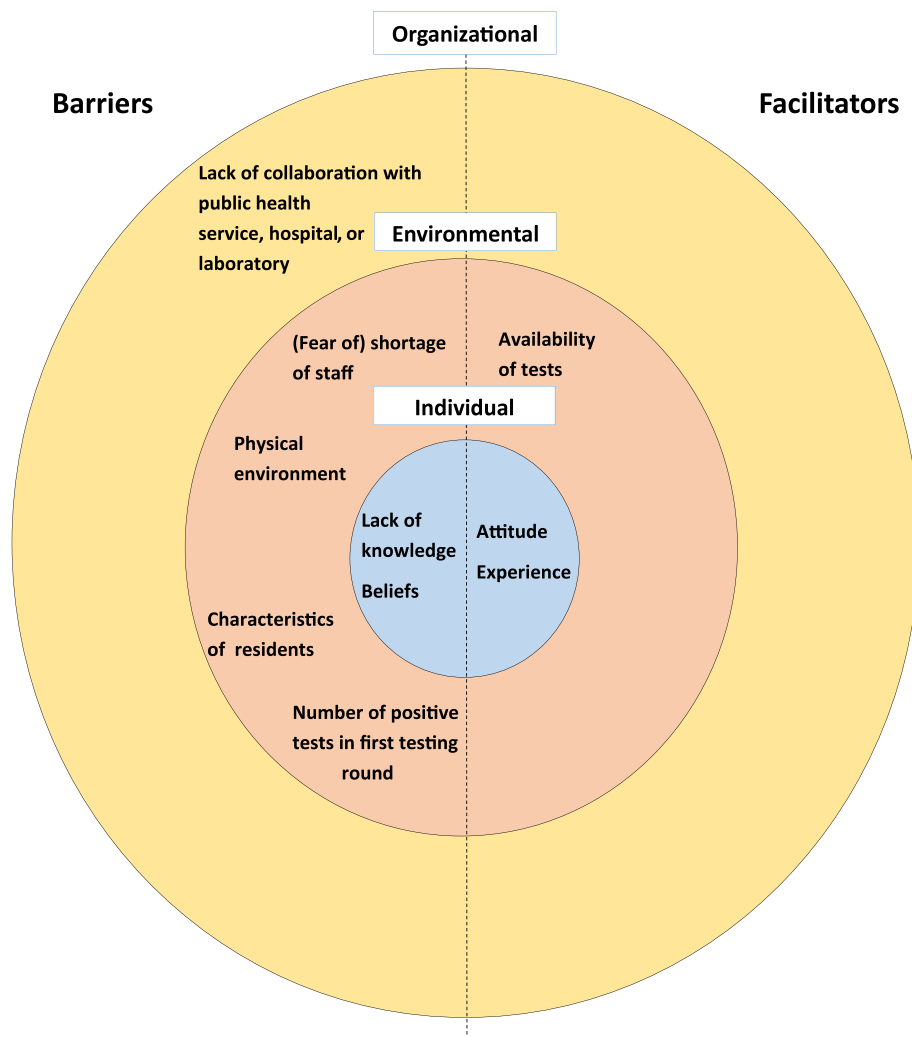 Organizational
Barriers
Facilitators
Lack of collaboration with
public health
service, hospital, or
laboratory
Environmental
(Fear of) shortage
of staff
Availability
of tests
Individual
Physical
environment
Lack of
knowledge
Beliefs
Attitude
Experience
Characteristics
of residents
Number of positive
tests in first testing
round